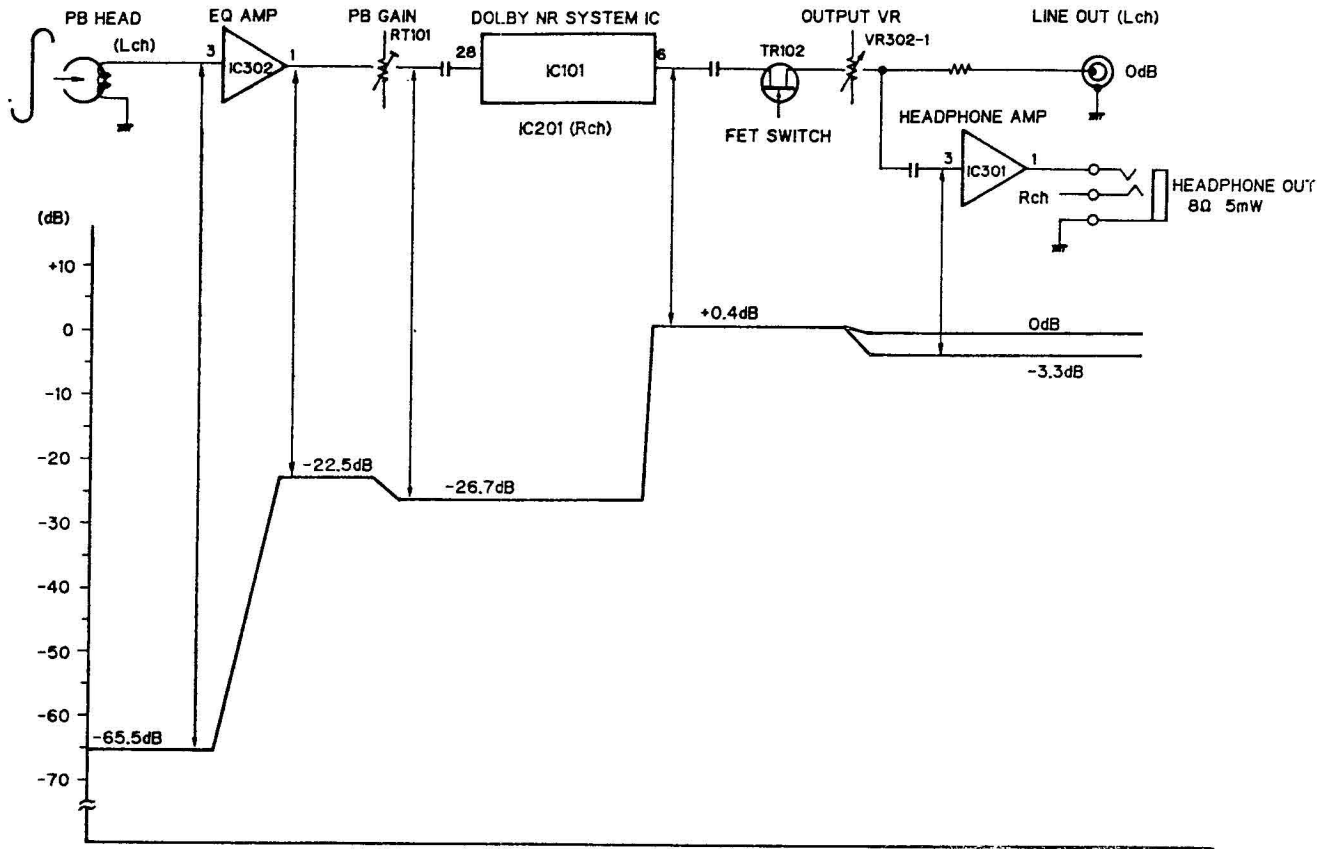 PB HEAD
EQ AMP
PB GAIN
DOLBY NR SYSTEM IC
OUTPUT VR
LINE OUT (Lch)
(Lch)
3
IC302
1
RT101
28
IC101
6
TR102
VR302-1
0dB
IC201 (Rch)
FET SWITCH
HEADPHONE AMP
3
IC301
1
Rch
HEADPHONE OUT
8Ω 5mW
(dB)
+10
0
-10
-20
-30
-40
-50
-60
-70
+0.4dB
0dB
-3.3dB
-22.5dB
-26.7dB
-65.5dB